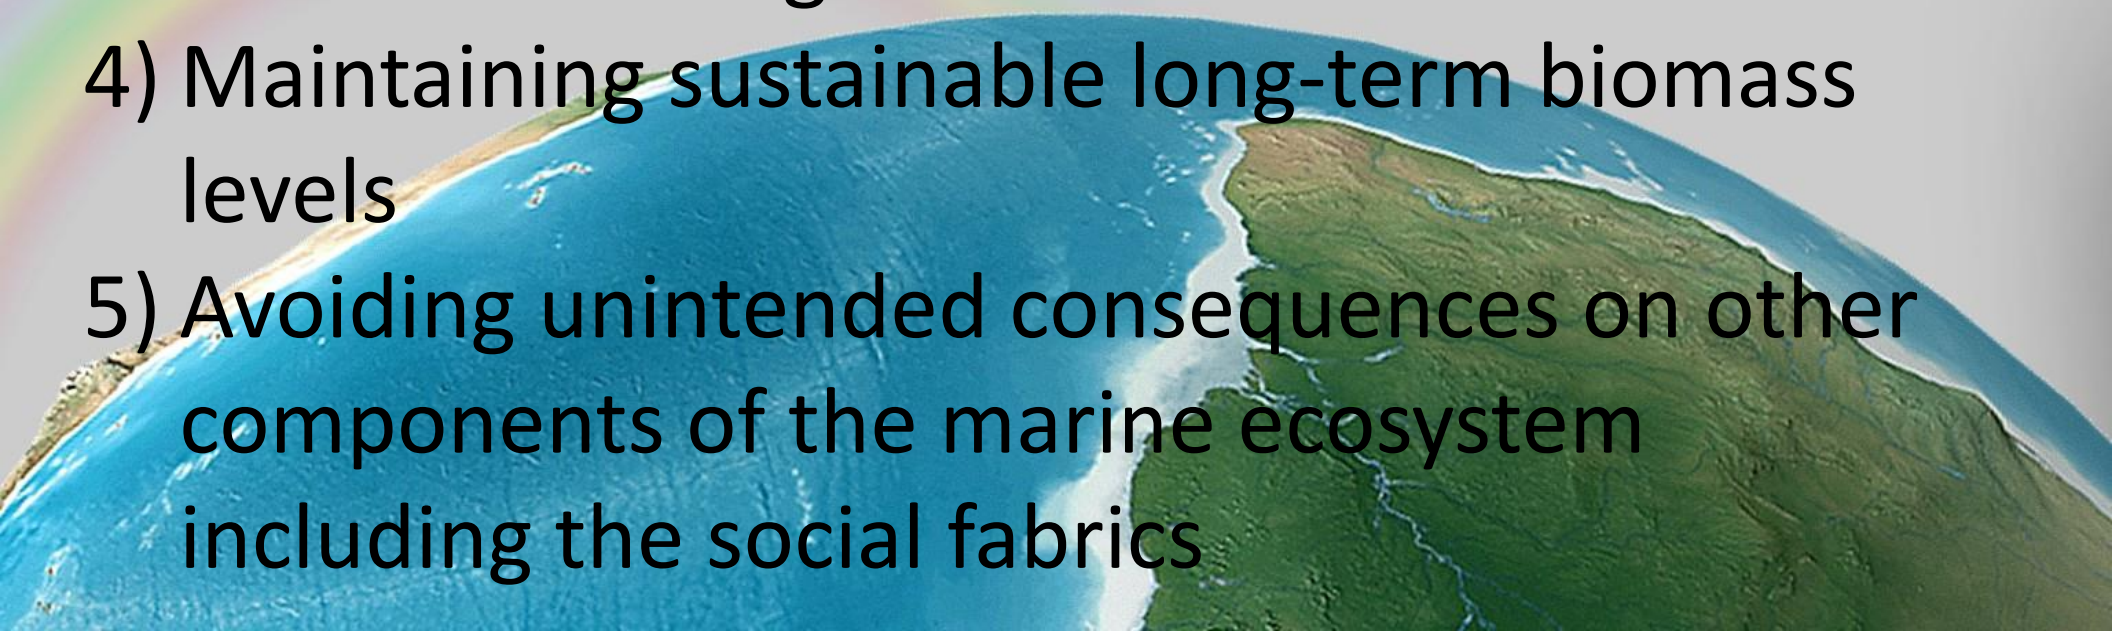 4) Maintaining sustainable long-term biomass
levels
5) Avoiding unintended consequences on other
components of the marine ecosystem
including the social fabrics